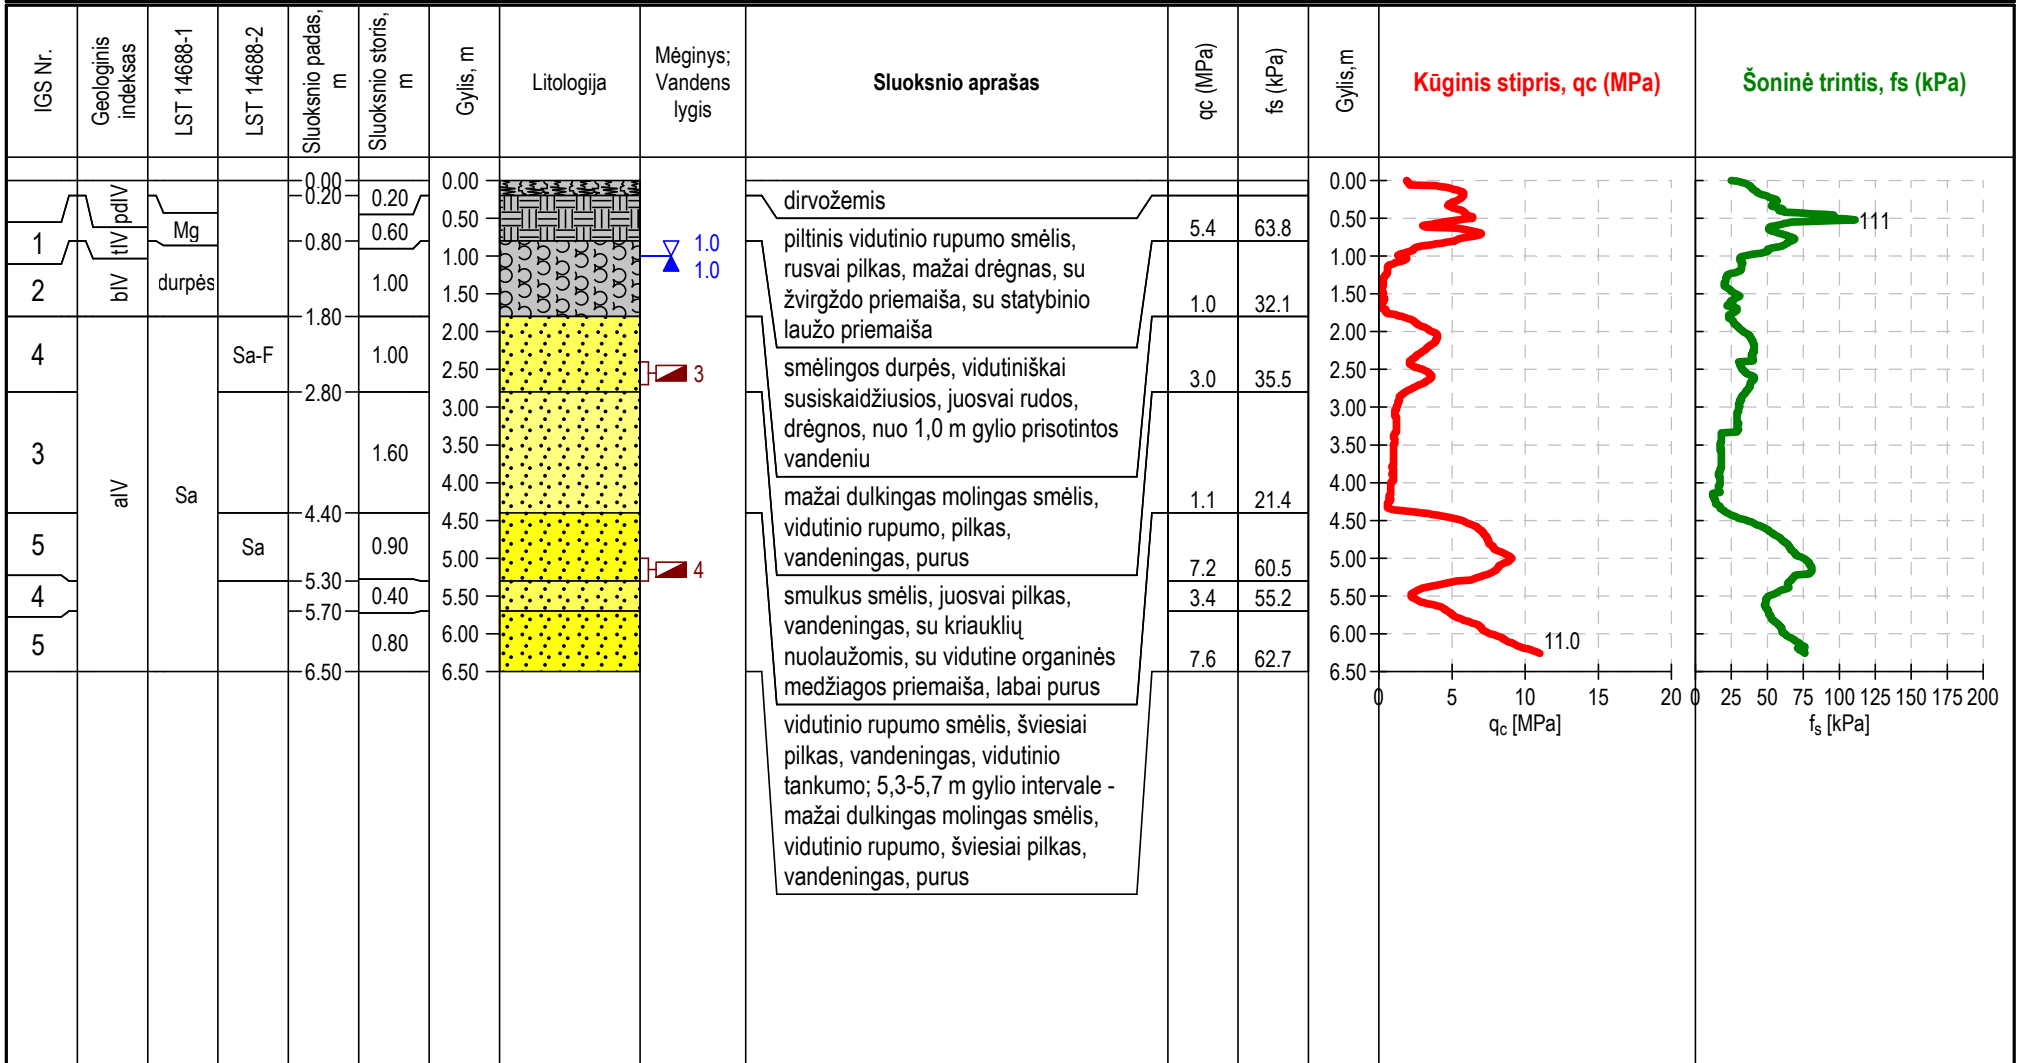 IGS Nr.
Geologinis
indeksas
LST 14688-1
LST 14688-2
Sluoksnio padas,
m
Sluoksnio storis,
m
Gylis, m
Litologija
Mėginys;
Vandens
lygis
Sluoksnio aprašas
qc (MPa)
fs (kPa)
Gylis,m
Kūginis stipris, qc (MPa)
Šoninė trintis, fs (kPa)
1
2
4
3
5
4
5
pdIV
tIV
bIV
aIV
Mg
durpės
Sa
Sa-F
Sa
0.00
0.20
0.80
1.80
2.80
4.40
5.30
5.70
6.50
0.20
0.60
1.00
1.00
1.60
0.90
0.40
0.80
0.00
0.50
1.00
1.50
2.00
2.50
3.00
3.50
4.00
4.50
5.00
5.50
6.00
6.50
1.0
1.0
3
4
dirvožemis
piltinis vidutinio rupumo smėlis,
rusvai pilkas, mažai drėgnas, su
žvirgždo priemaiša, su statybinio
laužo priemaiša
smėlingos durpės, vidutiniškai
susiskaidžiusios, juosvai rudos,
drėgnos, nuo 1,0 m gylio prisotintos
vandeniu
mažai dulkingas molingas smėlis,
vidutinio rupumo, pilkas,
vandeningas, purus
smulkus smėlis, juosvai pilkas,
vandeningas, su kriauklių
nuolaužomis, su vidutine organinės
medžiagos priemaiša, labai purus
vidutinio rupumo smėlis, šviesiai
pilkas, vandeningas, vidutinio
tankumo; 5,3-5,7 m gylio intervale -
mažai dulkingas molingas smėlis,
vidutinio rupumo, šviesiai pilkas,
vandeningas, purus
5.4 63.8
1.0 32.1
3.0 35.5
1.1 21.4
7.2 60.5
3.4 55.2
7.6 62.7
0.00
0.50
1.00
1.50
2.00
2.50
3.00
3.50
4.00
4.50
5.00
5.50
6.00
6.50
11.0
0 5 10 15 20
qc [MPa]
111
0 25 50 75 100 125 150 175 200
fs [kPa]